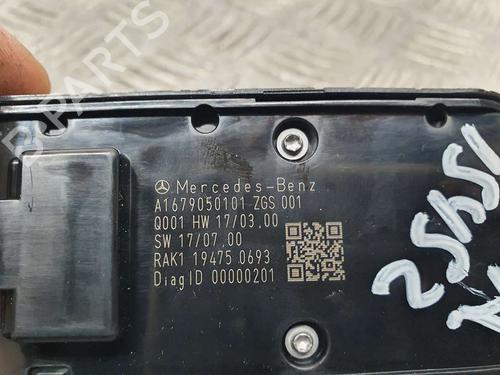 Mercedes-Benz
A1679050101 ZGS 001
Q001 HW 17/03,00
SW 17/07,00
RAK1 19475 0693
DiagID 00000201
B-PARTS